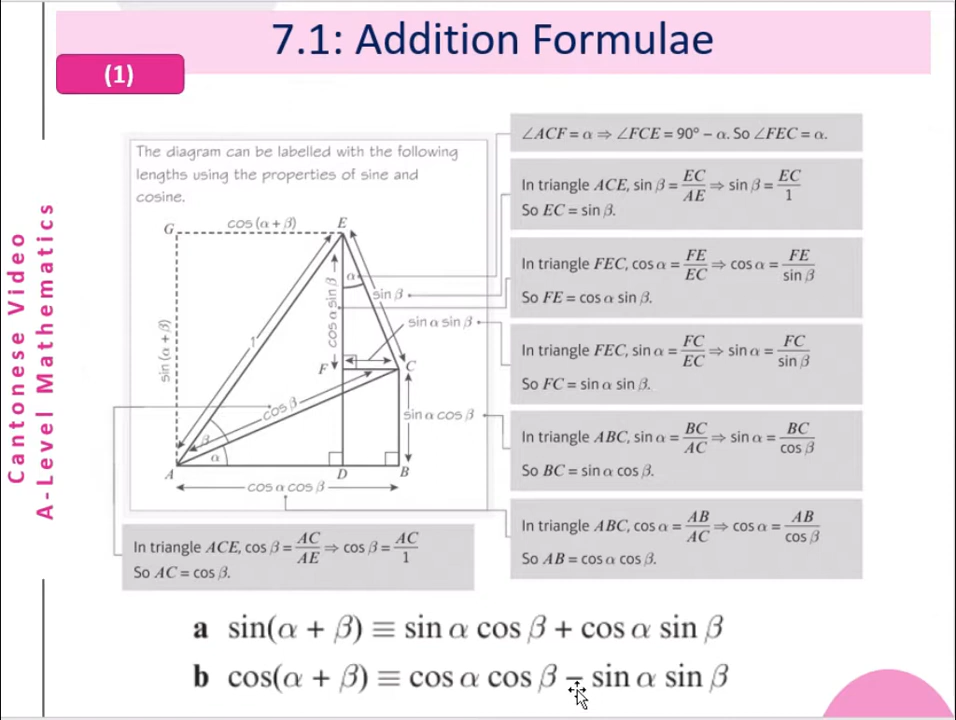 7.1: Addition Formulae
(1)
Cantonese Video
A-Level Mathematics
The diagram can be labelled with the following
lengths using the properties of sine and
cosine.
G
cos (α + β)
E
sin (α + β)
1
α
cos α sin β
sin β
sin α sin β
F
C
cos β
sin α cos β
β
α
A
D
B
cos α cos β
∠ACF = α ⇒ ∠FCE = 90° − α. So ∠FEC = α.
In triangle ACE, sin β = EC/AE ⇒ sin β = EC/1
So EC = sin β.
In triangle FEC, cos α = FE/EC ⇒ cos α = FE/sin β
So FE = cos α sin β.
In triangle FEC, sin α = FC/EC ⇒ sin α = FC/sin β
So FC = sin α sin β.
In triangle ABC, sin α = BC/AC ⇒ sin α = BC/cos β
So BC = sin α cos β.
In triangle ABC, cos α = AB/AC ⇒ cos α = AB/cos β
So AB = cos α cos β.
In triangle ACE, cos β = AC/AE ⇒ cos β = AC/1
So AC = cos β.
a sin(α + β) ≡ sin α cos β + cos α sin β
b cos(α + β) ≡ cos α cos β − sin α sin β